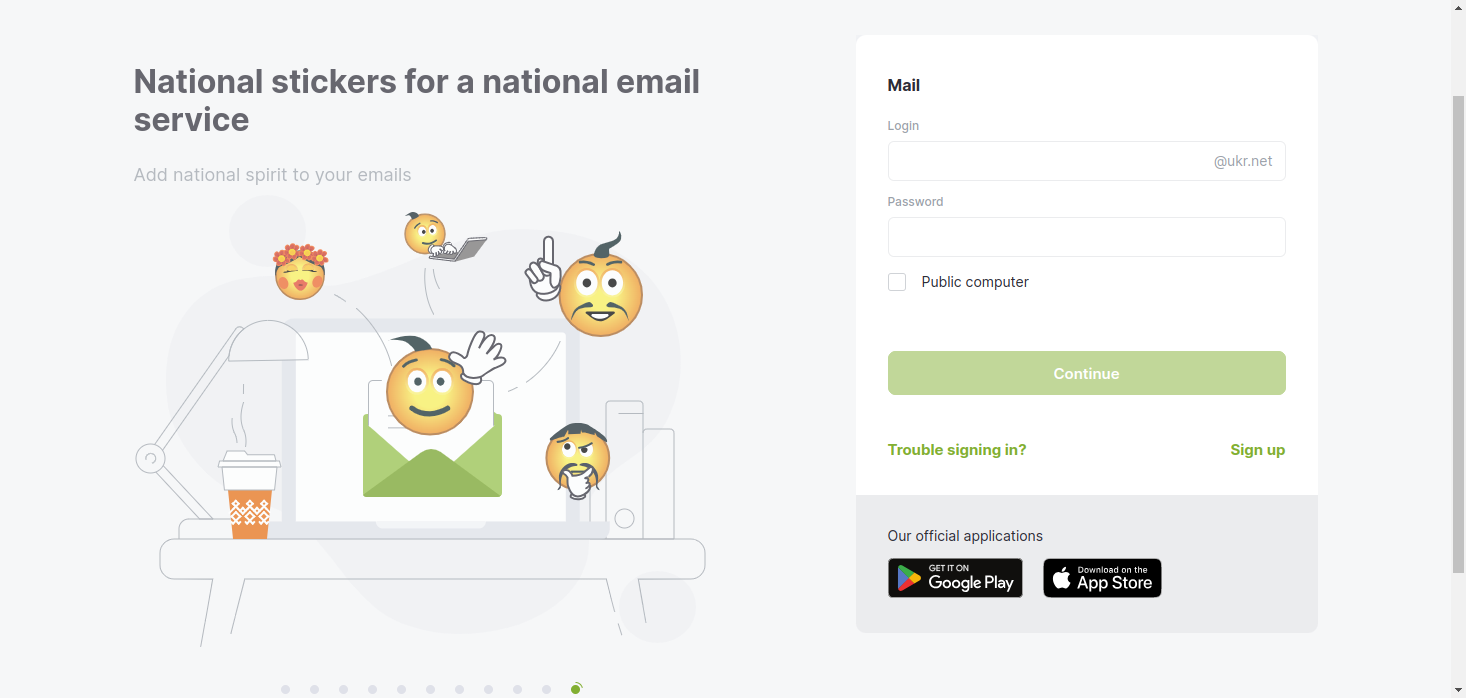 National stickers for a national email
service
Add national spirit to your emails
Mail
Login
@ukr.net
Password
Public computer
Continue
Trouble signing in?
Sign up
Our official applications
GET IT ON
Google Play
Download on the
App Store